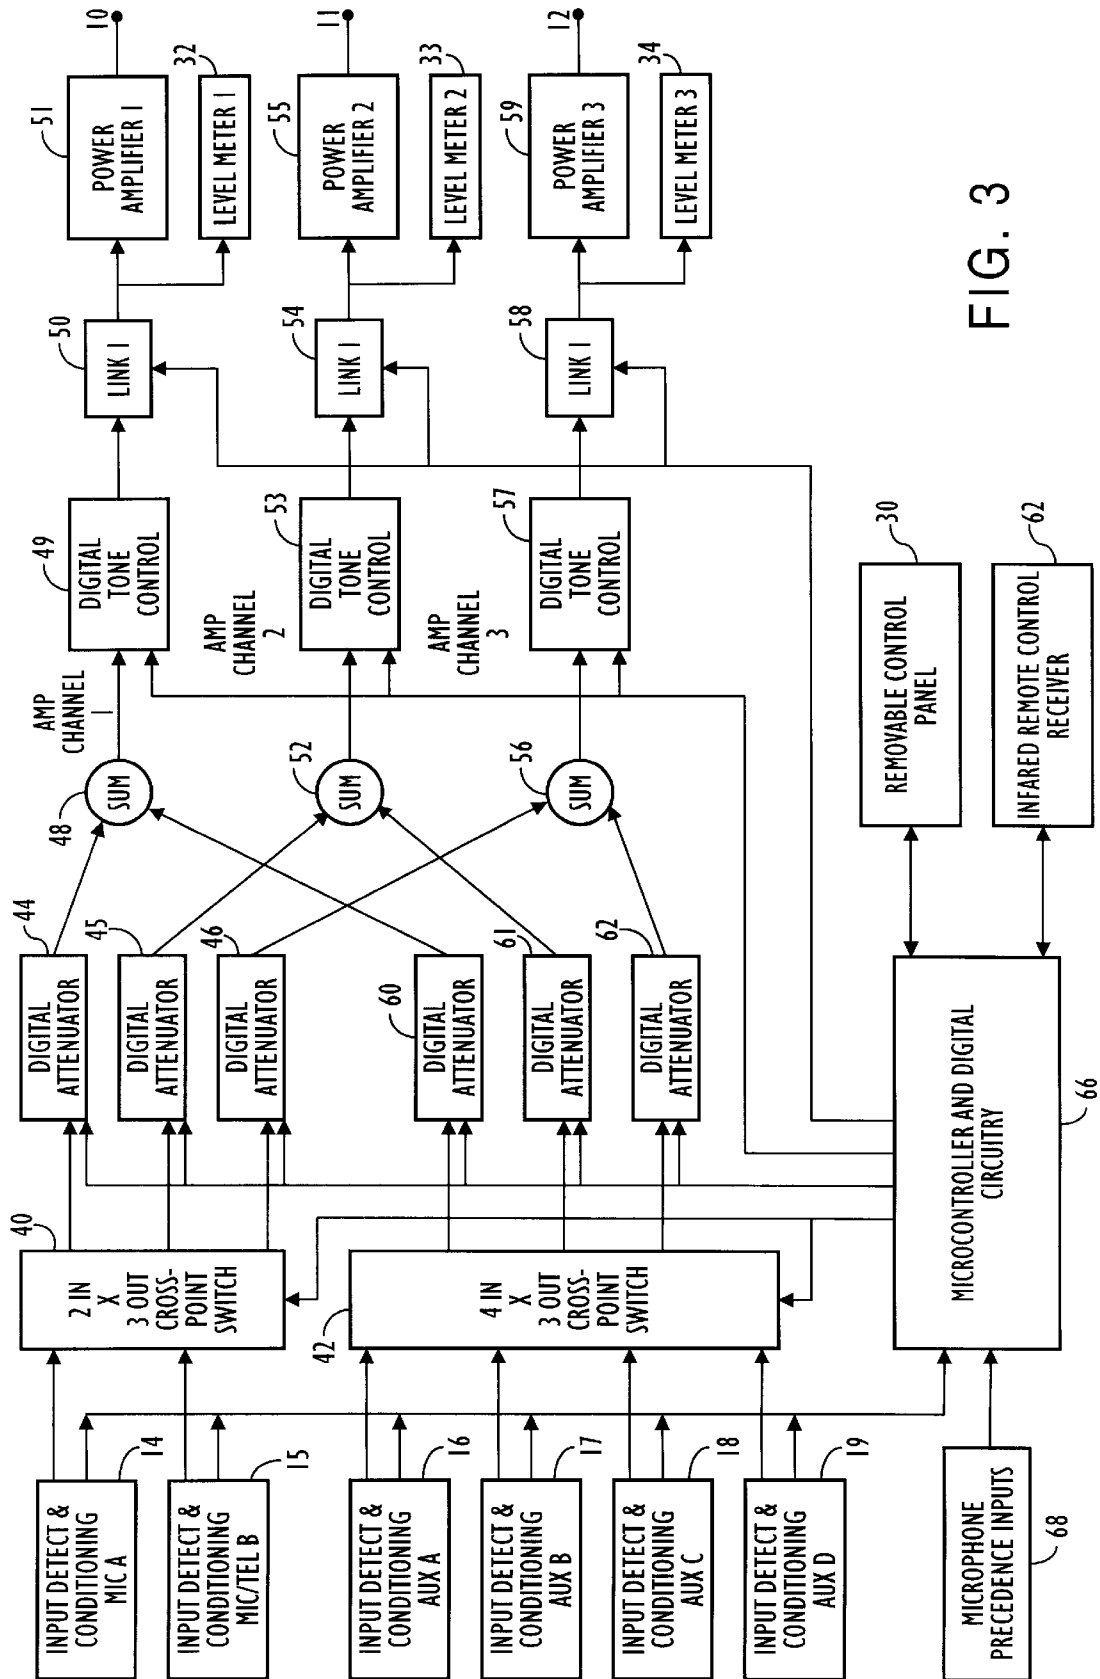 INPUT DETECT &
CONDITIONING
MIC A
14
INPUT DETECT &
CONDITIONING
MIC/TEL B
15
INPUT DETECT &
CONDITIONING
AUX A
16
INPUT DETECT &
CONDITIONING
AUX B
17
INPUT DETECT &
CONDITIONING
AUX C
18
INPUT DETECT &
CONDITIONING
AUX D
19
MICROPHONE
PRECEDENCE INPUTS
68
40
2 IN
X
3 OUT
CROSS-
POINT
SWITCH
42
4 IN
X
3 OUT
CROSS-
POINT
SWITCH
DIGITAL
ATTENUATOR
44
DIGITAL
ATTENUATOR
45
DIGITAL
ATTENUATOR
46
DIGITAL
ATTENUATOR
60
DIGITAL
ATTENUATOR
61
DIGITAL
ATTENUATOR
62
MICROCONTROLLER AND DIGITAL
CIRCUITRY
66
SUM
48
SUM
52
SUM
56
AMP
CHANNEL
1
AMP
CHANNEL
2
AMP
CHANNEL
3
49
DIGITAL
TONE
CONTROL
53
DIGITAL
TONE
CONTROL
57
DIGITAL
TONE
CONTROL
REMOVABLE CONTROL
PANEL
30
INFARED REMOTE CONTROL
RECEIVER
62
50
LINK 1
54
LINK 1
58
LINK 1
51
POWER
AMPLIFIER 1
10
LEVEL METER 1
32
55
POWER
AMPLIFIER 2
11
LEVEL METER 2
33
59
POWER
AMPLIFIER 3
12
LEVEL METER 3
34
FIG. 3